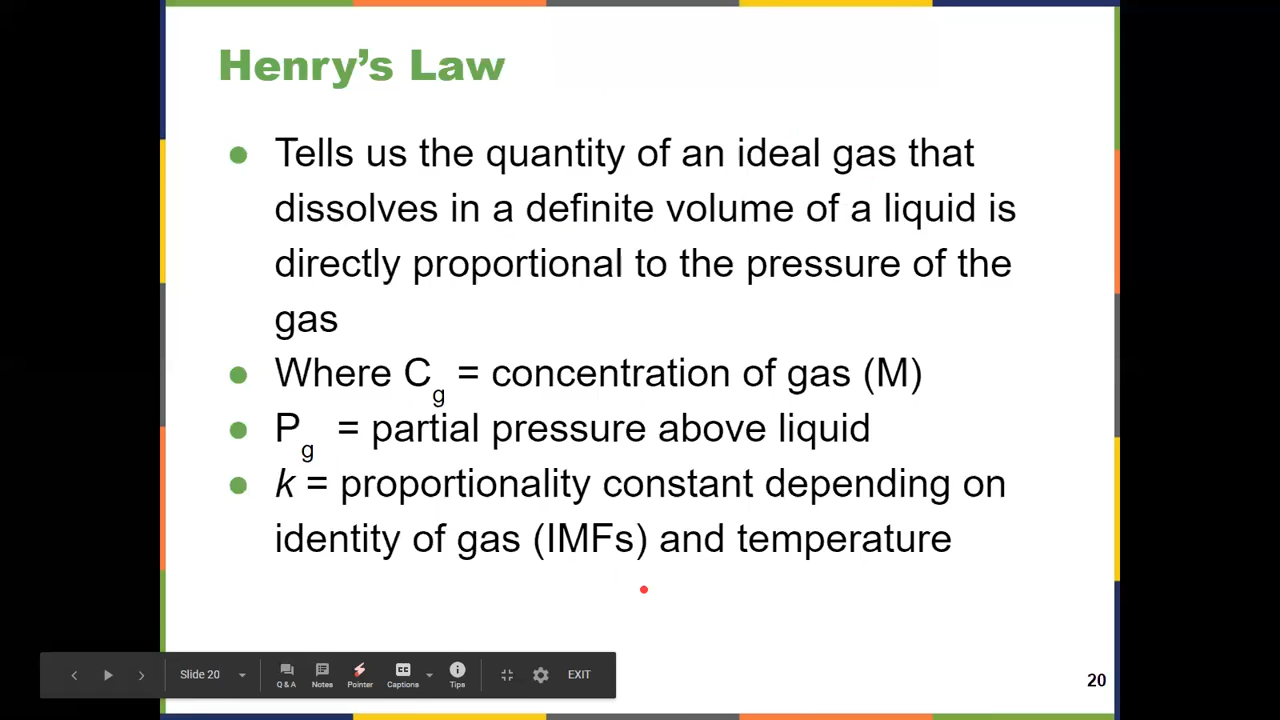 Henry’s Law
● Tells us the quantity of an ideal gas that
dissolves in a definite volume of a liquid is
directly proportional to the pressure of the
gas
● Where Cg = concentration of gas (M)
● Pg = partial pressure above liquid
● k = proportionality constant depending on
identity of gas (IMFs) and temperature
Slide 20 Q & A Notes Pointer Captions Tips EXIT
20